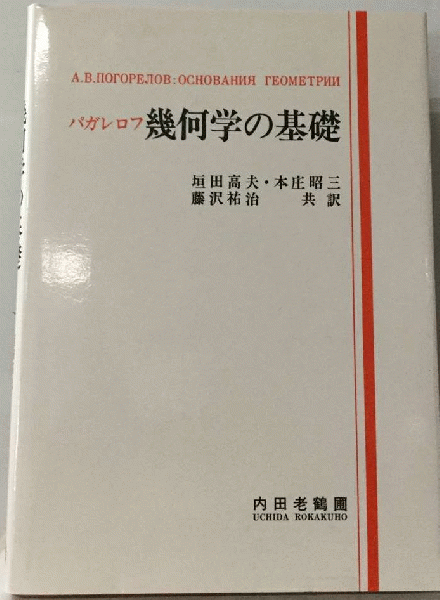 А.В.ПОГОРЕЛОВ:ОСНОВАНИЯ ГЕОМЕТРИИ
パガレロフ 幾何学の基礎
垣田高夫・本庄昭三
藤沢祐治 共訳
内田老鶴圃
UCHIDA ROKAKUHO